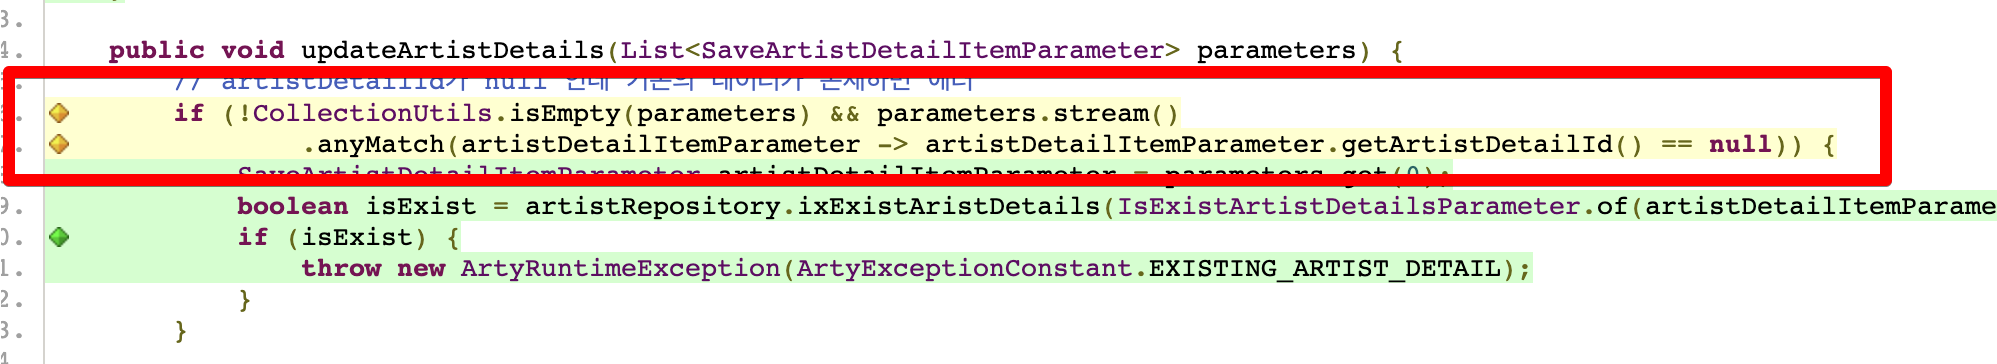 3.
4. public void updateArtistDetails(List<SaveArtistDetailItemParameter> parameters) {
// artistDetailId가 null 인데 기존의 데이터가 존재하면 에러
if (!CollectionUtils.isEmpty(parameters) && parameters.stream()
.anyMatch(artistDetailItemParameter -> artistDetailItemParameter.getArtistDetailId() == null)) {
SaveArtistDetailItemParameter artistDetailItemParameter = parameters.get(0);
9. boolean isExist = artistRepository.ixExistAristDetails(IsExistArtistDetailsParameter.of(artistDetailItemParame
0. if (isExist) {
1. throw new ArtyRuntimeException(ArtyExceptionConstant.EXISTING_ARTIST_DETAIL);
2. }
3. }
4